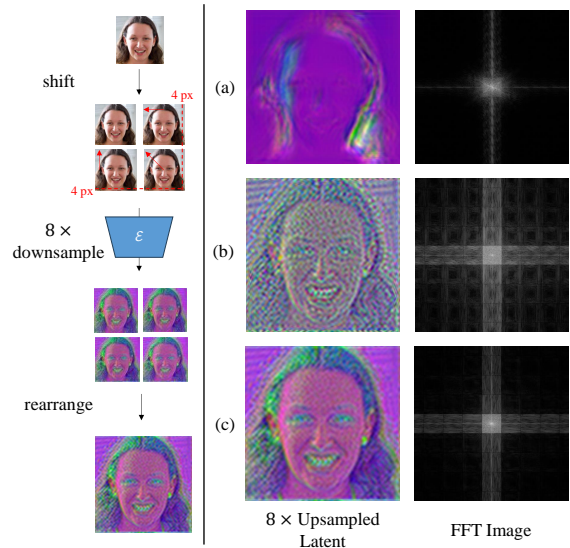 shift
4 px
4 px
8 ×
downsample
ε
rearrange
(a)
(b)
(c)
8 × Upsampled
Latent
FFT Image